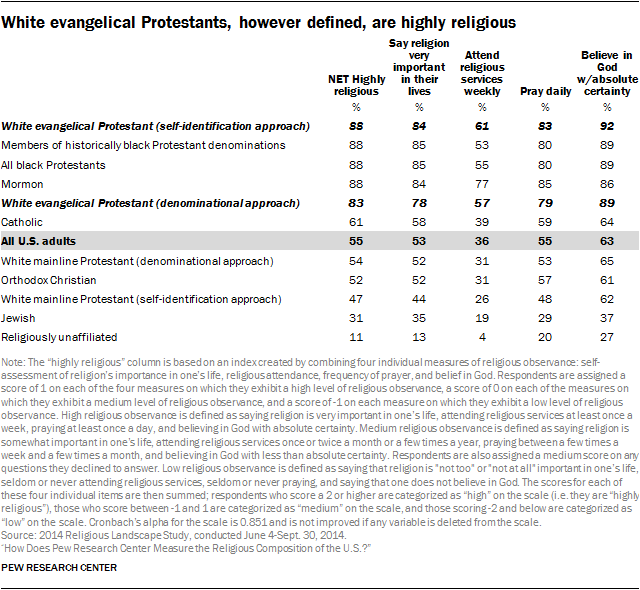 White evangelical Protestants, however defined, are highly religious
NET Highly religious Say religion very important in their lives Attend religious services weekly Pray daily Believe in God w/absolute certainty
% % % % %
White evangelical Protestant (self-identification approach) 88 84 61 83 92
Members of historically black Protestant denominations 88 85 53 80 89
All black Protestants 88 85 55 80 89
Mormon 88 84 77 85 86
White evangelical Protestant (denominational approach) 83 78 57 79 89
Catholic 61 58 39 59 64
All U.S. adults 55 53 36 55 63
White mainline Protestant (denominational approach) 54 52 31 53 65
Orthodox Christian 52 52 31 57 61
White mainline Protestant (self-identification approach) 47 44 26 48 62
Jewish 31 35 19 29 37
Religiously unaffiliated 11 13 4 20 27
Note: The “highly religious” column is based on an index created by combining four individual measures of religious observance: self-
assessment of religion's importance in one’s life, religious attendance, frequency of prayer, and belief in God. Respondents are assigned a
score of 1 on each of the four measures on which they exhibit a high level of religious observance, a score of 0 on each of the measures on
which they exhibit a medium level of religious observance, and a score of -1 on each measure on which they exhibit a low level of religious
observance. High religious observance is defined as saying religion is very important in one’s life, attending religious services at least once a
week, praying at least once a day, and believing in God with absolute certainty. Medium religious observance is defined as saying religion is
somewhat important in one’s life, attending religious services once or twice a month or a few times a year, praying between a few times a
week and a few times a month, and believing in God with less than absolute certainty. Respondents are also assigned a medium score on any
questions they declined to answer. Low religious observance is defined as saying that religion is "not too" or "not at all" important in one’s life,
seldom or never attending religious services, seldom or never praying, and saying that one does not believe in God. The scores for each of
these four individual items are then summed; respondents who score a 2 or higher are categorized as “high” on the scale (i.e. they are “highly
religious”), those who score between -1 and 1 are categorized as “medium” on the scale, and those scoring -2 and below are categorized as
“low” on the scale. Cronbach’s alpha for the scale is 0.851 and is not improved if any variable is deleted from the scale.
Source: 2014 Religious Landscape Study, conducted June 4-Sept. 30, 2014.
“How Does Pew Research Center Measure the Religious Composition of the U.S.?”
PEW RESEARCH CENTER